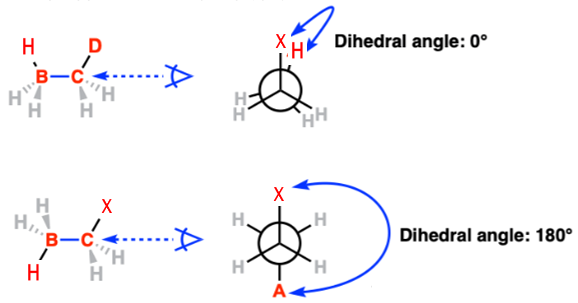 H D
B C
H H H H
X H Dihedral angle: 0°
H
H H
H
H X
H
B C
H
H H
X
H H
Dihedral angle: 180°
H H
A